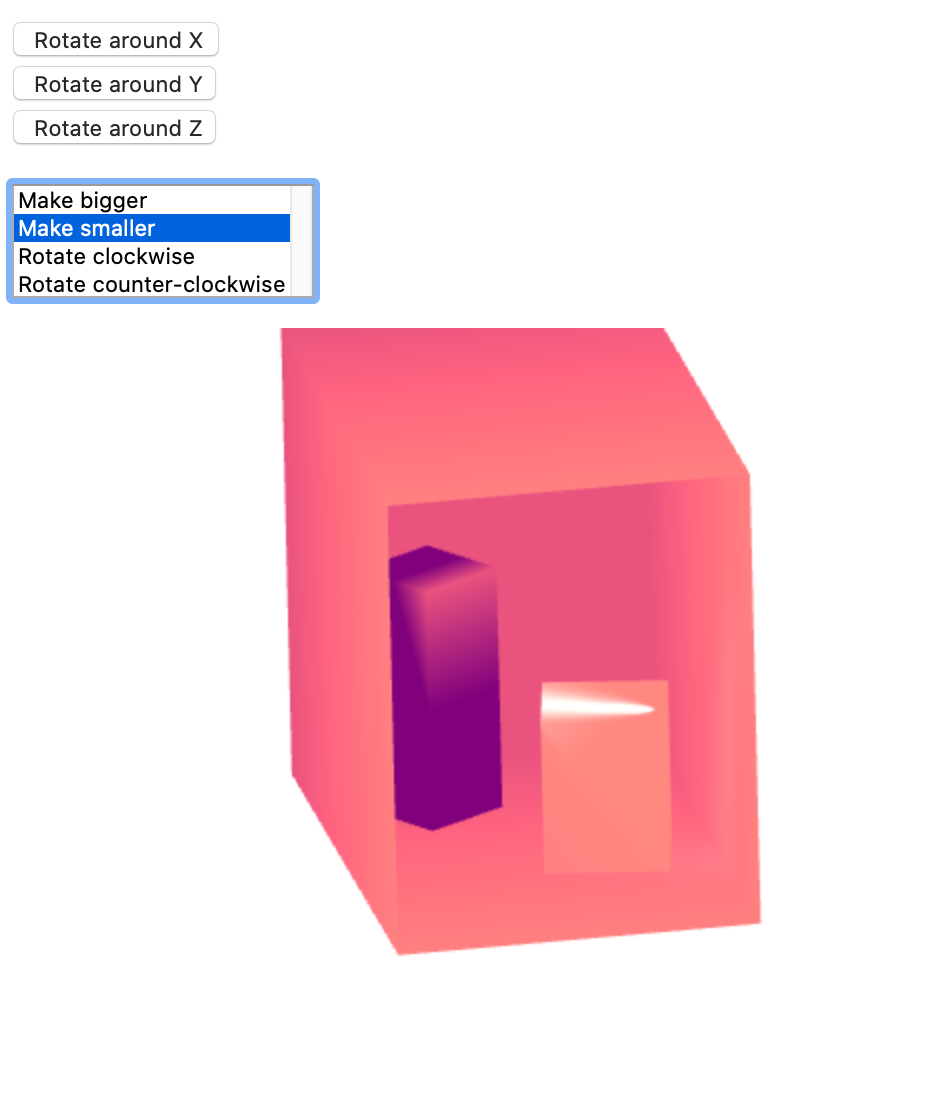 Rotate around X
Rotate around Y
Rotate around Z
Make bigger
Make smaller
Rotate clockwise
Rotate counter-clockwise